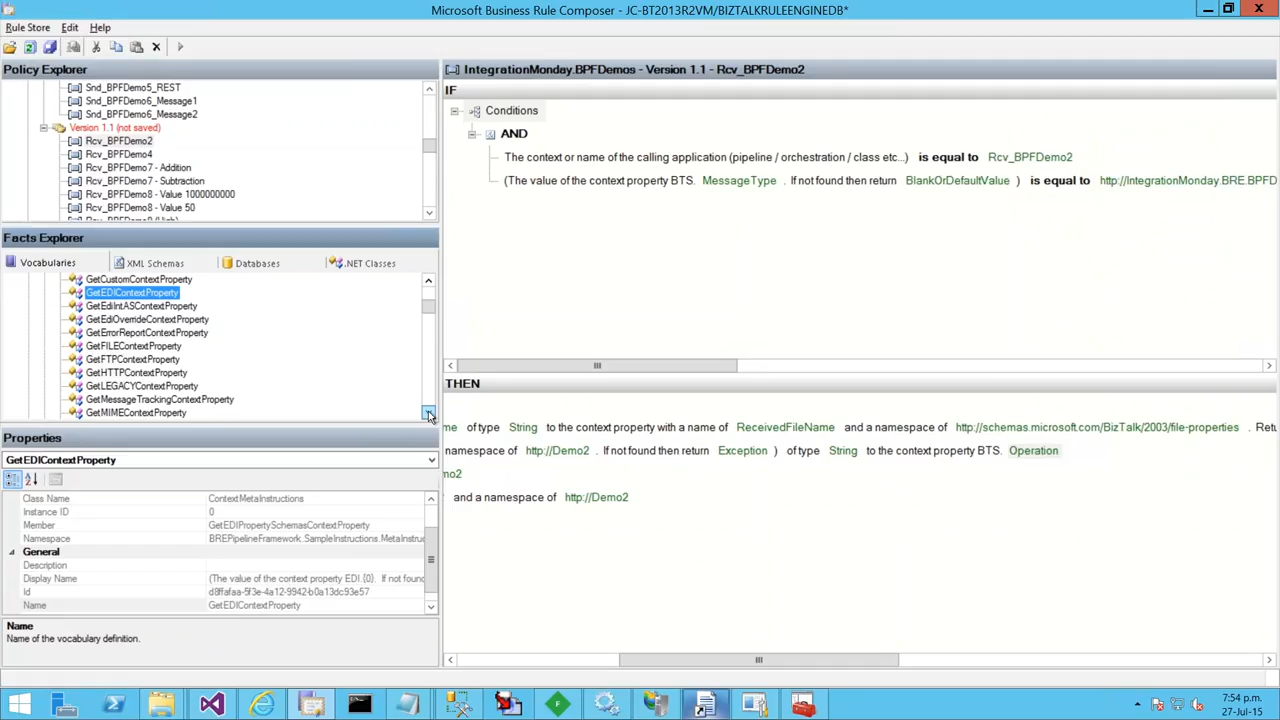 Microsoft Business Rule Composer - JC-BT2013R2VM/BIZTALKRULEENGINEDB*
Rule Store Edit Help
Policy Explorer
Snd_BPFDemo5_REST
Snd_BPFDemo6_Message1
Snd_BPFDemo6_Message2
Version 1.1 (not saved)
Rcv_BPFDemo2
Rcv_BPFDemo4
Rcv_BPFDemo7 - Addition
Rcv_BPFDemo7 - Subtraction
Rcv_BPFDemo8 - Value 1000000000
Rcv_BPFDemo8 - Value 50
Facts Explorer
Vocabularies XML Schemas Databases .NET Classes
GetCustomContextProperty
GetEDIContextProperty
GetEdiIntASContextProperty
GetEdiOverrideContextProperty
GetErrorReportContextProperty
GetFILEContextProperty
GetFTPContextProperty
GetHTTPContextProperty
GetLEGACYContextProperty
GetMessageTrackingContextProperty
GetMIMEContextProperty
Properties
GetEDIContextProperty
Class Name ContextMetaInstructions
Instance ID 0
Member GetEDIPropertySchemasContextProperty
Namespace BREPipelineFramework.SampleInstructions.MetaInstruc
General
Description
Display Name (The value of the context property EDI.{0}. If not found
Id d8ffafaa-5f3e-4a12-9942-b0a13dc93e57
Name GetEDIContextProperty
Name
Name of the vocabulary definition.
IntegrationMonday.BPFDemos - Version 1.1 - Rcv_BPFDemo2
IF
Conditions
AND
The context or name of the calling application (pipeline / orchestration / class etc...) is equal to Rcv_BPFDemo2
(The value of the context property BTS. MessageType . If not found then return BlankOrDefaultValue ) is equal to http://IntegrationMonday.BRE.BPFD
THEN
me of type String to the context property with a name of ReceivedFileName and a namespace of http://schemas.microsoft.com/BizTalk/2003/file-properties . Retu
namespace of http://Demo2 . If not found then return Exception ) of type String to the context property BTS. Operation
mo2
and a namespace of http://Demo2
7:54 p.m.
27-Jul-15